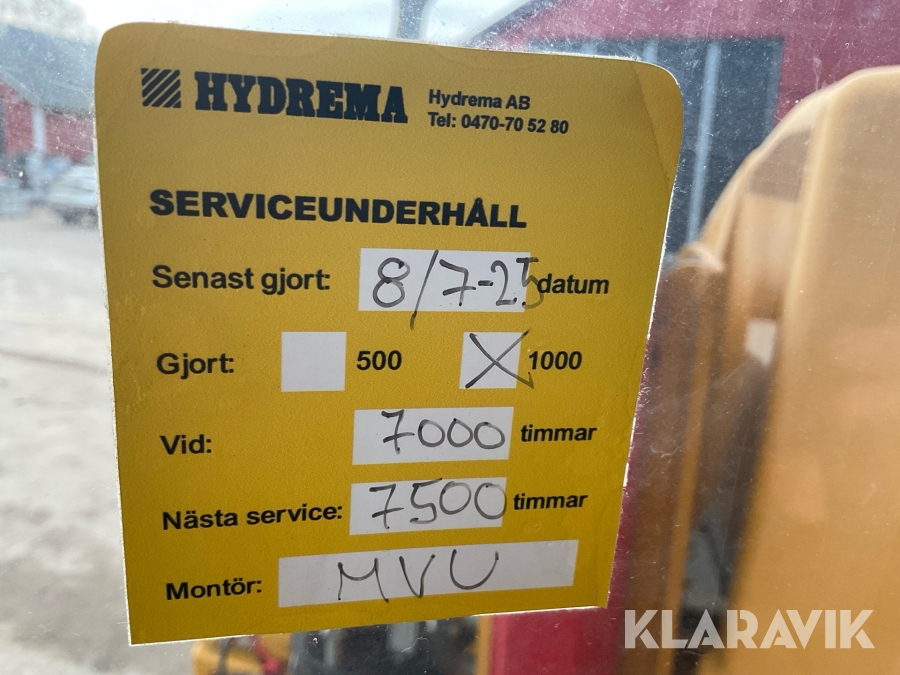 HYDREMA Hydrema AB
Tel: 0470-70 52 80
SERVICEUNDERHÅLL
Senast gjort: 8/7-25 datum
Gjort: 500 X 1000
Vid: 7000 timmar
Nästa service: 7500 timmar
Montör: MVU
KLARAVIK